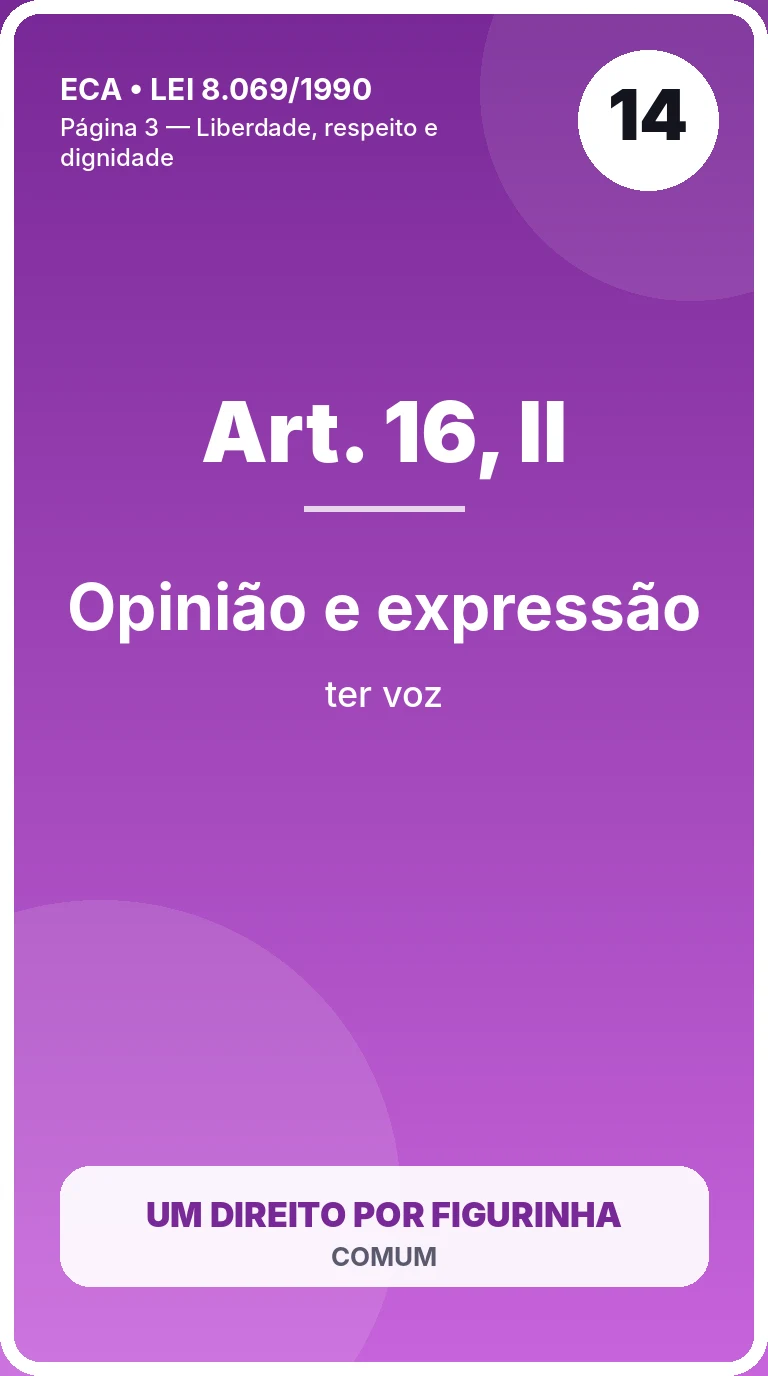 ECA • LEI 8.069/1990
Página 3 — Liberdade, respeito e
dignidade
14
Art. 16, II
Opinião e expressão
ter voz
UM DIREITO POR FIGURINHA
COMUM